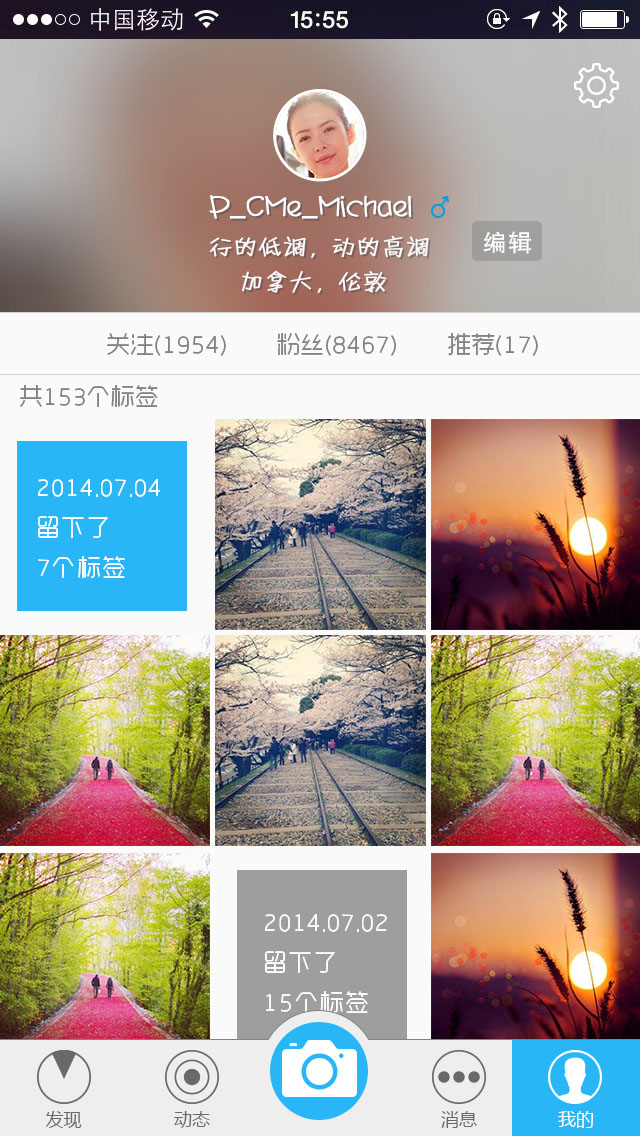 中国移动
15:55
P_CMe_Michael
行的低调，动的高调
编辑
加拿大，伦敦
关注(1954)
粉丝(8467)
推荐(17)
共153个标签
2014.07.04
留下了
7个标签
2014.07.02
留下了
15个标签
发现
动态
消息
我的